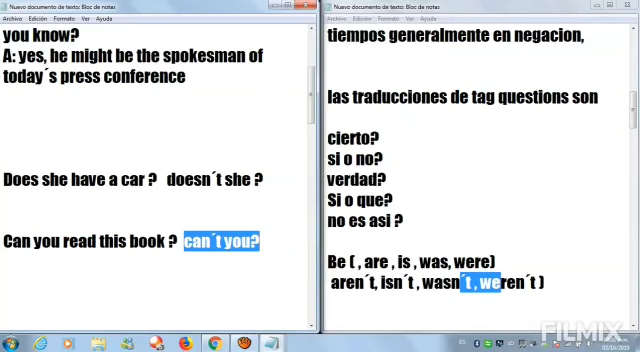 Nuevo documento de texto: Bloc de notas
Archivo Edición Formato Ver Ayuda
you know?
A: yes, he might be the spokesman of
today´s press conference
Does she have a car ? doesn´t she ?
Can you read this book ? can´t you?
Nuevo documento de texto: Bloc de notas
Archivo Edición Formato Ver Ayuda
tiempos generalmente en negacion,
las traducciones de tag questions son
cierto?
si o no?
verdad?
Si o que?
no es asi ?
Be ( , are , is , was, were)
aren´t, isn´t , wasn´t , weren´t )
ES
FILMIX